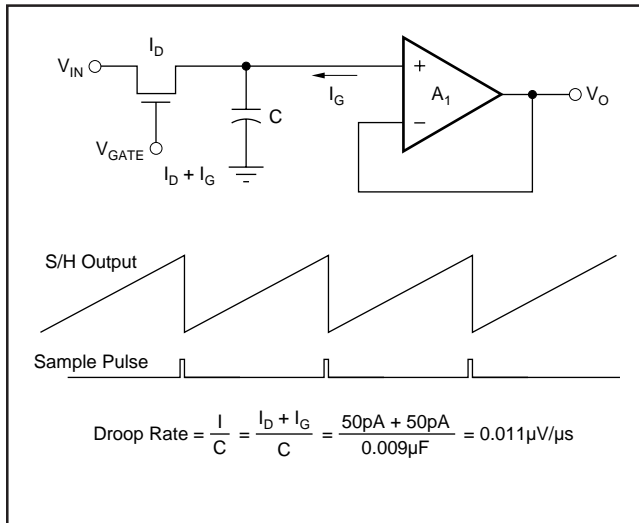 I_D
V_IN
+
A_1
V_O
I_G
C
−
V_GATE
I_D + I_G
S/H Output
Sample Pulse
Droop Rate = I/C = (I_D + I_G)/C = (50pA + 50pA)/0.009µF = 0.011µV/µs